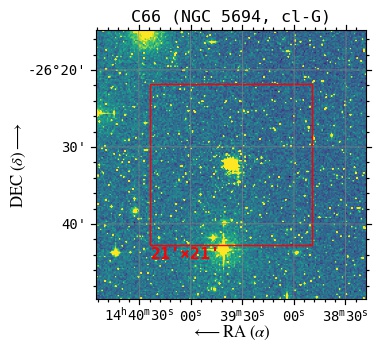 C66 (NGC 5694, cl-G)
-26°20'
30'
40'
DEC (δ)⟶
21'×21'
14ʰ40ᵐ30ˢ 00ˢ 39ᵐ30ˢ 00ˢ 38ᵐ30ˢ
⟵RA (α)